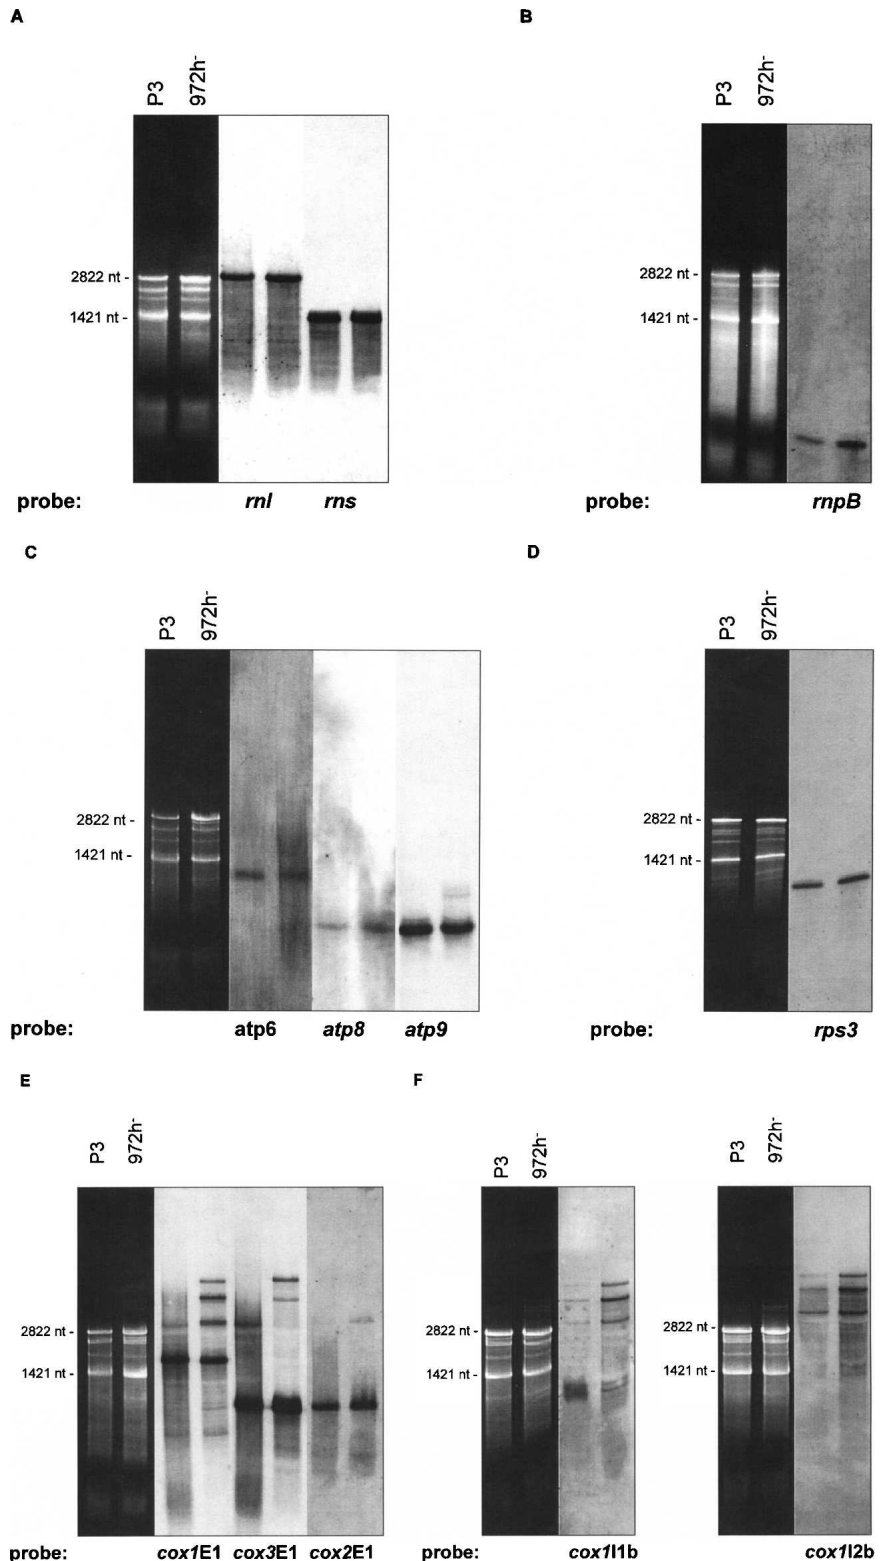 A
P3 972h-
2822 nt -
1421 nt -
probe: rnl rns
B
P3 972h-
2822 nt -
1421 nt -
probe: rnpB
C
P3 972h-
2822 nt -
1421 nt -
probe: atp6 atp8 atp9
D
P3 972h-
2822 nt -
1421 nt -
probe: rps3
E
P3 972h-
2822 nt -
1421 nt -
probe: cox1E1 cox3E1 cox2E1
F
P3 972h-
2822 nt -
1421 nt -
probe: cox1I1b
P3 972h-
2822 nt -
1421 nt -
cox1I2b